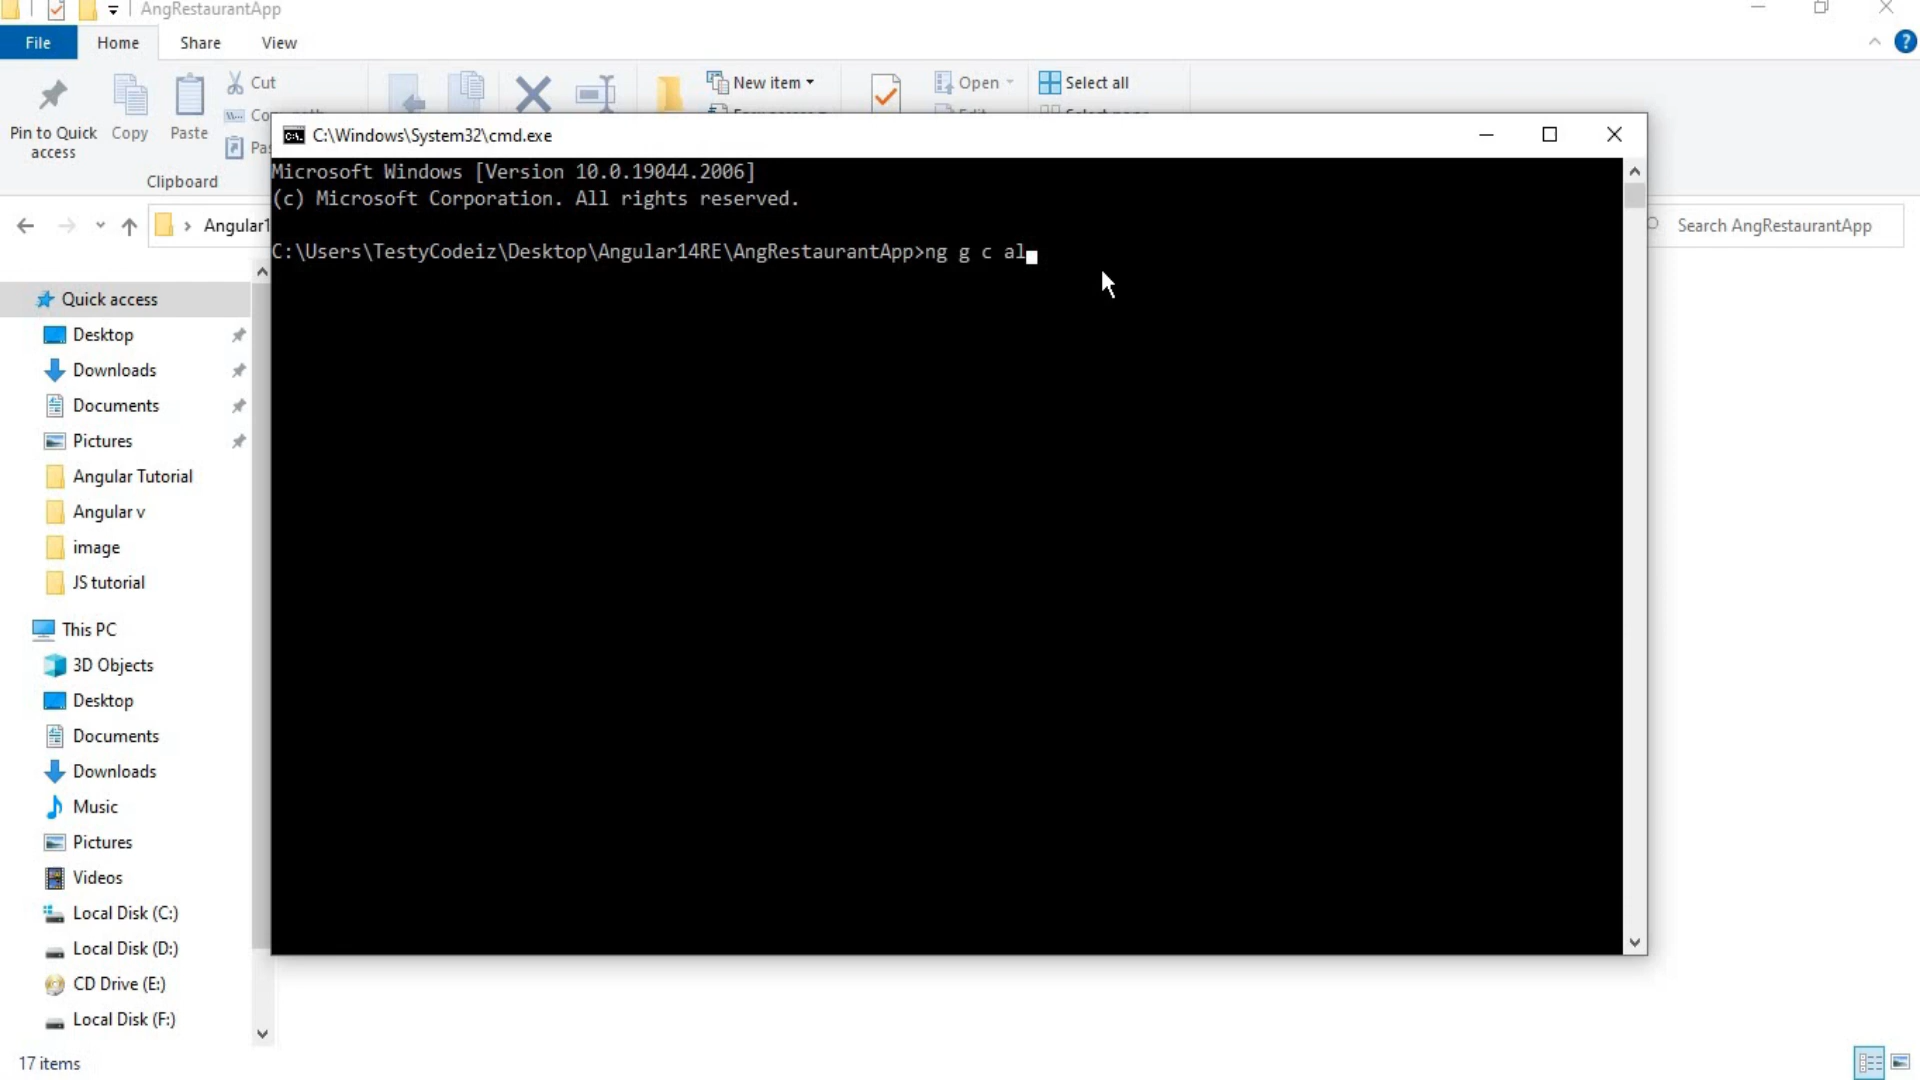 AngRestaurantApp
File
Home
Share
View
Pin to Quick access
Copy
Paste
Cut
Clipboard
New item
Open
Select all
C:\Windows\System32\cmd.exe
Microsoft Windows [Version 10.0.19044.2006]
(c) Microsoft Corporation. All rights reserved.
C:\Users\TestyCodeiz\Desktop\Angular14RE\AngRestaurantApp>ng g c al
Angular1
Search AngRestaurantApp
Quick access
Desktop
Downloads
Documents
Pictures
Angular Tutorial
Angular v
image
JS tutorial
This PC
3D Objects
Desktop
Documents
Downloads
Music
Pictures
Videos
Local Disk (C:)
Local Disk (D:)
CD Drive (E:)
Local Disk (F:)
17 items